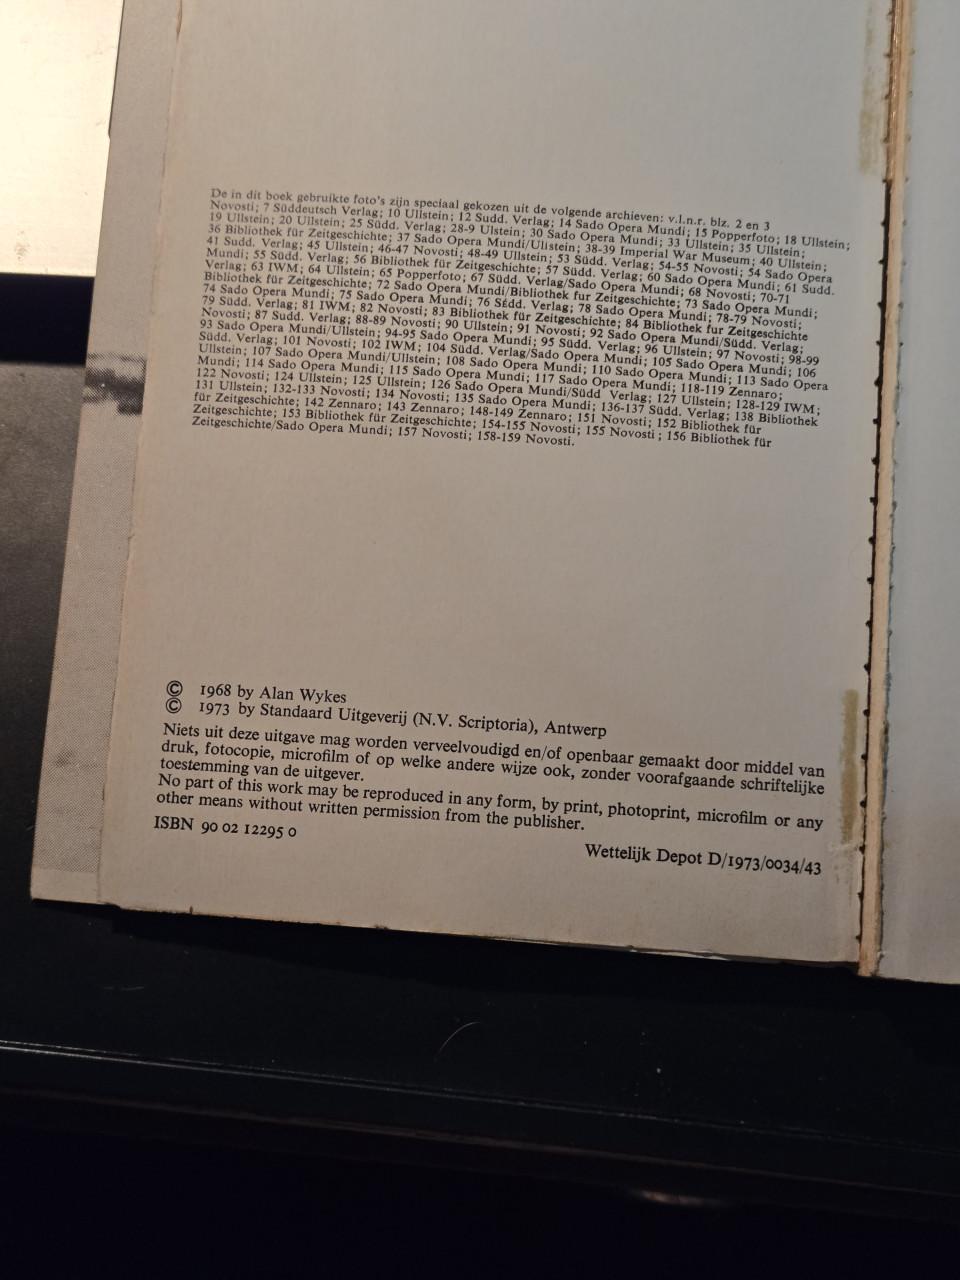 De in dit boek gebruikte foto's zijn speciaal gekozen uit de volgende archieven: v.l.n.r. blz. 2 en 3
Novosti; 7 Süddeutsch Verlag; 10 Ullstein; 12 Sudd. Verlag; 14 Sado Opera Mundi; 15 Popperfoto; 18 Ullstein;
19 Ullstein; 20 Ullstein; 25 Südd. Verlag; 28-9 Ulstein; 30 Sado Opera Mundi; 33 Ullstein; 35 Ullstein;
36 Bibliothek für Zeitgeschichte; 37 Sado Opera Mundi/Ullstein; 38-39 Imperial War Museum; 40 Ullstein;
41 Sudd. Verlag; 45 Ullstein; 46-47 Novosti; 48-49 Ullstein; 53 Südd. Verlag; 54-55 Novosti; 54 Sado Opera
Mundi; 55 Südd. Verlag; 56 Bibliothek für Zeitgeschichte; 57 Südd. Verlag; 60 Sado Opera Mundi; 61 Sudd.
Verlag; 63 IWM; 64 Ullstein; 65 Popperfoto; 67 Südd. Verlag/Sado Opera Mundi; 68 Novosti; 70-71
Bibliothek für Zeitgeschichte; 72 Sado Opera Mundi/Bibliothek fur Zeitgeschichte; 73 Sado Opera Mundi;
74 Sado Opera Mundi; 75 Sado Opera Mundi; 76 Sédd. Verlag; 78 Sado Opera Mundi; 78-79 Novosti;
79 Südd. Verlag; 81 IWM; 82 Novosti; 83 Bibliothek für Zeitgeschichte; 84 Bibliothek fur Zeitgeschichte
Novosti; 87 Sudd. Verlag; 88-89 Novosti; 90 Ullstein; 91 Novosti; 92 Sado Opera Mundi/Südd. Verlag;
93 Sado Opera Mundi/Ullstein; 94-95 Sado Opera Mundi; 95 Südd. Verlag; 96 Ullstein; 97 Novosti; 98-99
Südd. Verlag; 101 Novosti; 102 IWM; 104 Südd. Verlag/Sado Opera Mundi; 105 Sado Opera Mundi; 106
Ullstein; 107 Sado Opera Mundi/Ullstein; 108 Sado Opera Mundi; 110 Sado Opera Mundi; 113 Sado Opera
Mundi; 114 Sado Opera Mundi; 115 Sado Opera Mundi; 117 Sado Opera Mundi; 118-119 Zennaro;
122 Novosti; 124 Ullstein; 125 Ullstein; 126 Sado Opera Mundi/Südd Verlag; 127 Ullstein; 128-129 IWM;
131 Ullstein; 132-133 Novosti; 134 Novosti; 135 Sado Opera Mundi; 136-137 Südd. Verlag; 138 Bibliothek
für Zeitgeschichte; 142 Zennaro; 143 Zennaro; 148-149 Zennaro; 151 Novosti; 152 Bibliothek für
Zeitgeschichte; 153 Bibliothek für Zeitgeschichte; 154-155 Novosti; 155 Novosti ; 156 Bibliothek für
Zeitgeschichte/Sado Opera Mundi; 157 Novosti; 158-159 Novosti.
© 1968 by Alan Wykes
© 1973 by Standaard Uitgeverij (N.V. Scriptoria), Antwerp
Niets uit deze uitgave mag worden verveelvoudigd en/of openbaar gemaakt door middel van
druk, fotocopie, microfilm of op welke andere wijze ook, zonder voorafgaande schriftelijke
toestemming van de uitgever.
No part of this work may be reproduced in any form, by print, photoprint, microfilm or any
other means without written permission from the publisher.
ISBN 90 02 12295 0
Wettelijk Depot D/1973/0034/43